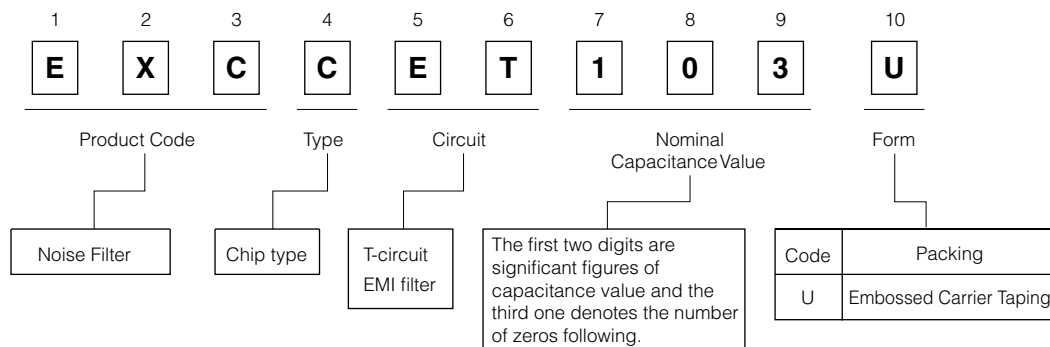 1 2 3 4 5 6 7 8 9 10
E X C C E T 1 0 3 U
Product Code Type Circuit Nominal Capacitance Value Form
Noise Filter
Chip type
T-circuit
EMI filter
The first two digits are
significant figures of
capacitance value and the
third one denotes the number
of zeros following.
Code Packing
U Embossed Carrier Taping